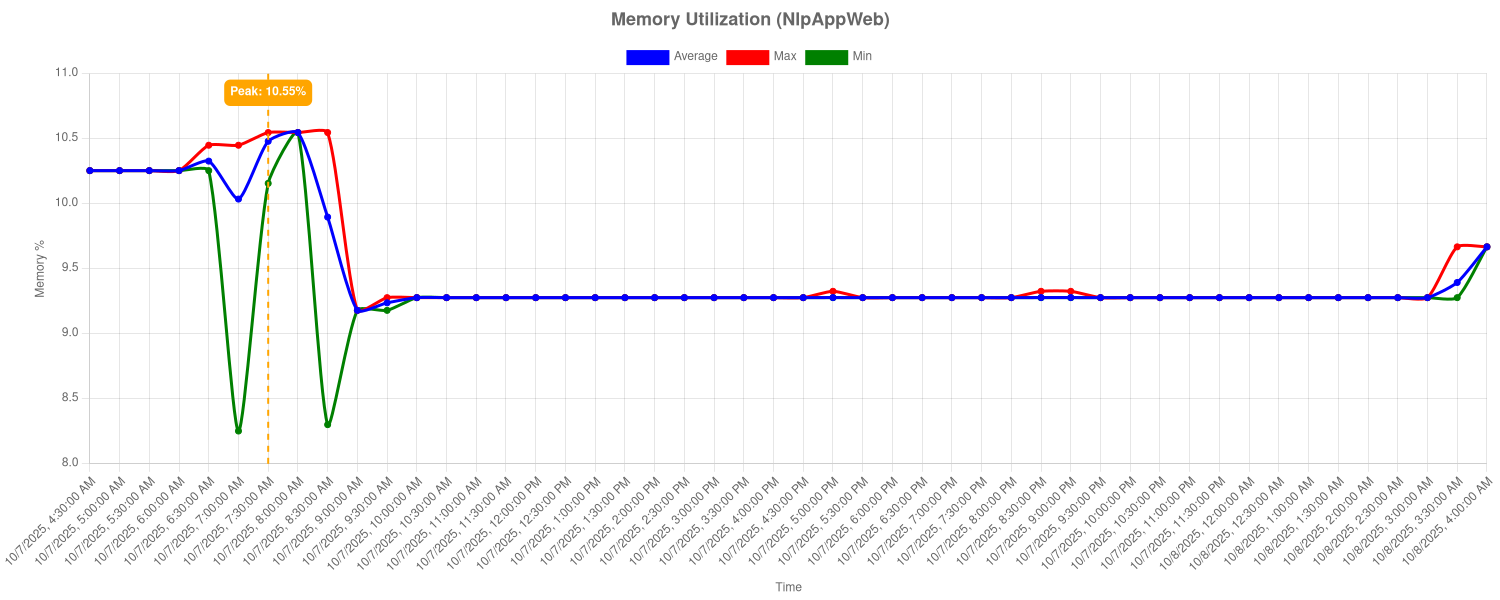 Memory Utilization (NlpAppWeb)
Average Max Min
Peak: 10.55%
11.0
10.5
10.0
9.5
9.0
8.5
8.0
Memory %
10/7/2025, 4:30:00 AM
10/7/2025, 5:00:00 AM
10/7/2025, 5:30:00 AM
10/7/2025, 6:00:00 AM
10/7/2025, 6:30:00 AM
10/7/2025, 7:00:00 AM
10/7/2025, 7:30:00 AM
10/7/2025, 8:00:00 AM
10/7/2025, 8:30:00 AM
10/7/2025, 9:00:00 AM
10/7/2025, 9:30:00 AM
10/7/2025, 10:00:00 AM
10/7/2025, 10:30:00 AM
10/7/2025, 11:00:00 AM
10/7/2025, 11:30:00 AM
10/7/2025, 12:00:00 PM
10/7/2025, 12:30:00 PM
10/7/2025, 1:00:00 PM
10/7/2025, 1:30:00 PM
10/7/2025, 2:00:00 PM
10/7/2025, 2:30:00 PM
10/7/2025, 3:00:00 PM
10/7/2025, 3:30:00 PM
10/7/2025, 4:00:00 PM
10/7/2025, 4:30:00 PM
10/7/2025, 5:00:00 PM
10/7/2025, 5:30:00 PM
10/7/2025, 6:00:00 PM
10/7/2025, 6:30:00 PM
10/7/2025, 7:00:00 PM
10/7/2025, 7:30:00 PM
10/7/2025, 8:00:00 PM
10/7/2025, 8:30:00 PM
10/7/2025, 9:00:00 PM
10/7/2025, 9:30:00 PM
10/7/2025, 10:00:00 PM
10/7/2025, 10:30:00 PM
10/7/2025, 11:00:00 PM
10/7/2025, 11:30:00 PM
10/8/2025, 12:00:00 AM
10/8/2025, 12:30:00 AM
10/8/2025, 1:00:00 AM
10/8/2025, 1:30:00 AM
10/8/2025, 2:00:00 AM
10/8/2025, 2:30:00 AM
10/8/2025, 3:00:00 AM
10/8/2025, 3:30:00 AM
10/8/2025, 4:00:00 AM
Time